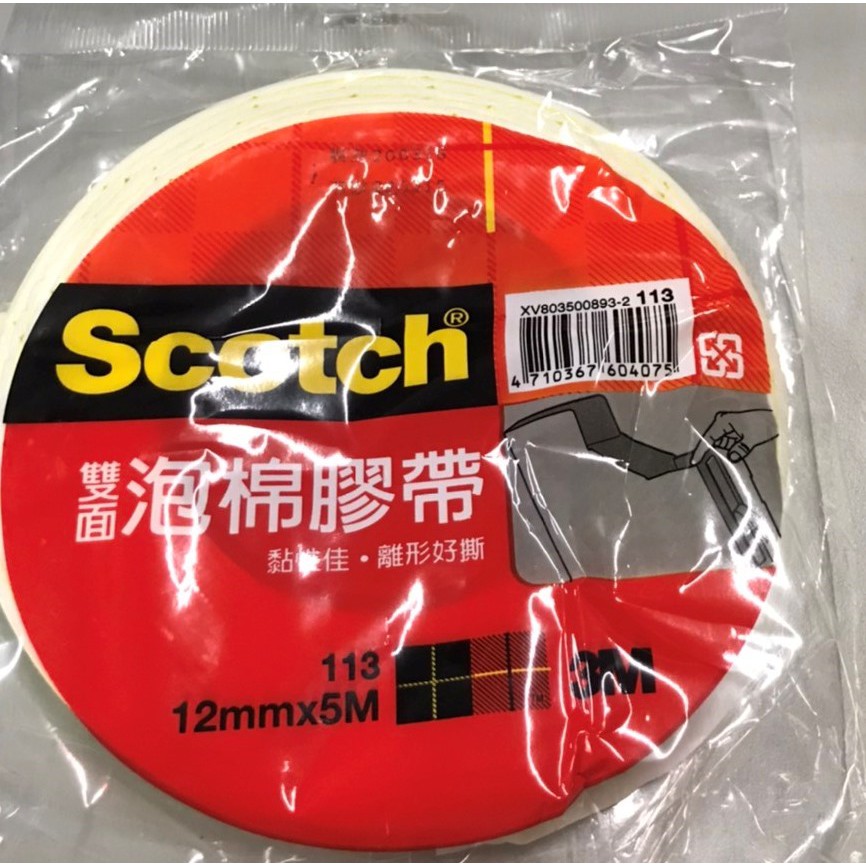 Scotch®
XV803500893-2 113
4 710367 604075
雙面
泡棉膠帶
黏性佳・離形好撕
113
12mmx5M
3M